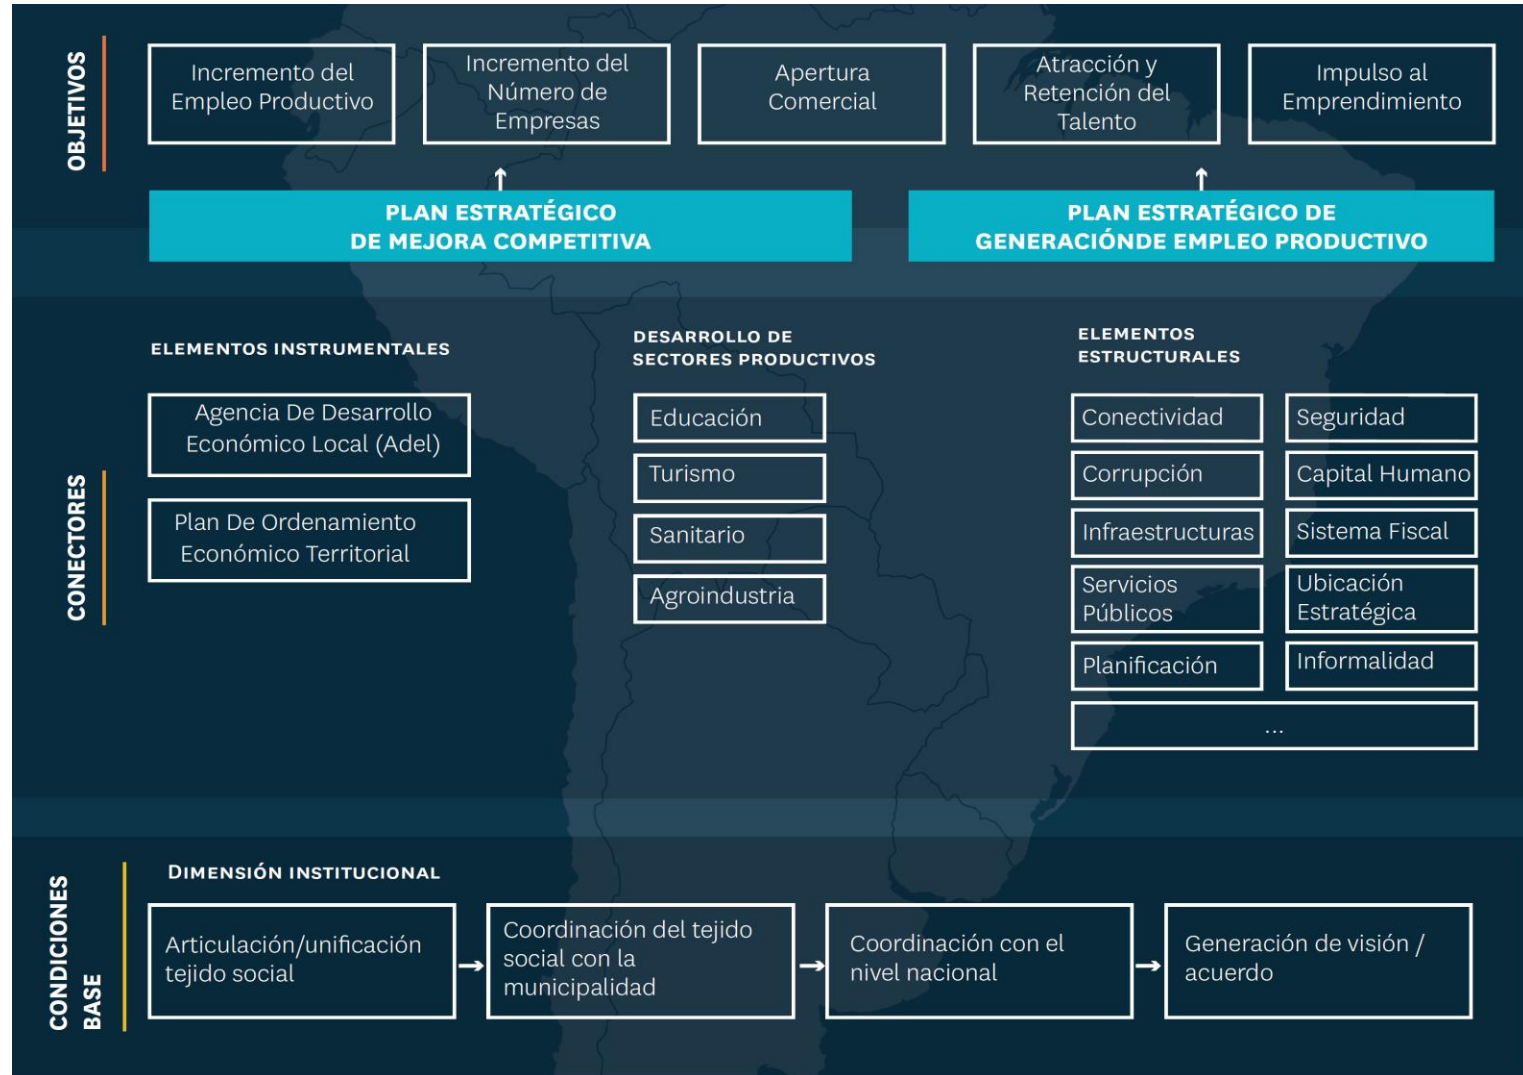 OBJETIVOS
Incremento del
Empleo Productivo
Incremento del
Número de
Empresas
Apertura
Comercial
Atracción y
Retención del
Talento
Impulso al
Emprendimiento
PLAN ESTRATÉGICO
DE MEJORA COMPETITIVA
PLAN ESTRATÉGICO DE
GENERACIÓNDE EMPLEO PRODUCTIVO
CONECTORES
ELEMENTOS INSTRUMENTALES
Agencia De Desarrollo
Económico Local (Adel)
Plan De Ordenamiento
Económico Territorial
DESARROLLO DE
SECTORES PRODUCTIVOS
Educación
Turismo
Sanitario
Agroindustria
ELEMENTOS
ESTRUCTURALES
Conectividad
Seguridad
Corrupción
Capital Humano
Infraestructuras
Sistema Fiscal
Servicios
Públicos
Ubicación
Estratégica
Planificación
Informalidad
...
CONDICIONES
BASE
DIMENSIÓN INSTITUCIONAL
Articulación/unificación
tejido social
Coordinación del tejido
social con la
municipalidad
Coordinación con el
nivel nacional
Generación de visión /
acuerdo